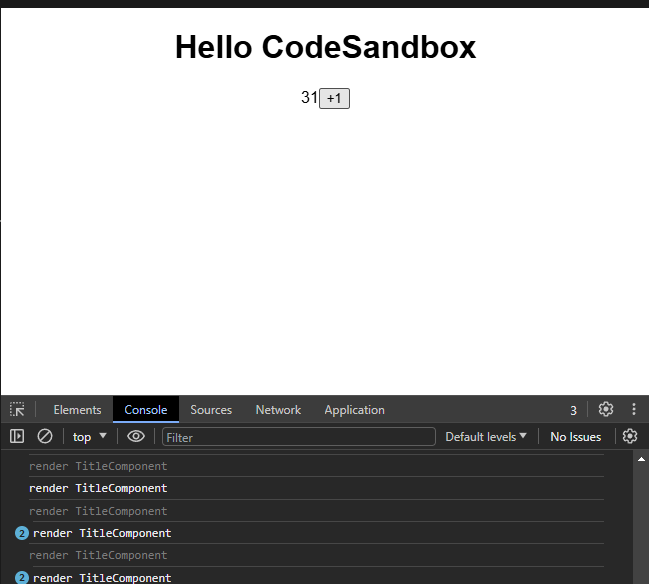 Hello CodeSandbox
31 +1
Elements Console Sources Network Application 3
top Filter Default levels No Issues
render TitleComponent
render TitleComponent
render TitleComponent
2 render TitleComponent
render TitleComponent
2 render TitleComponent